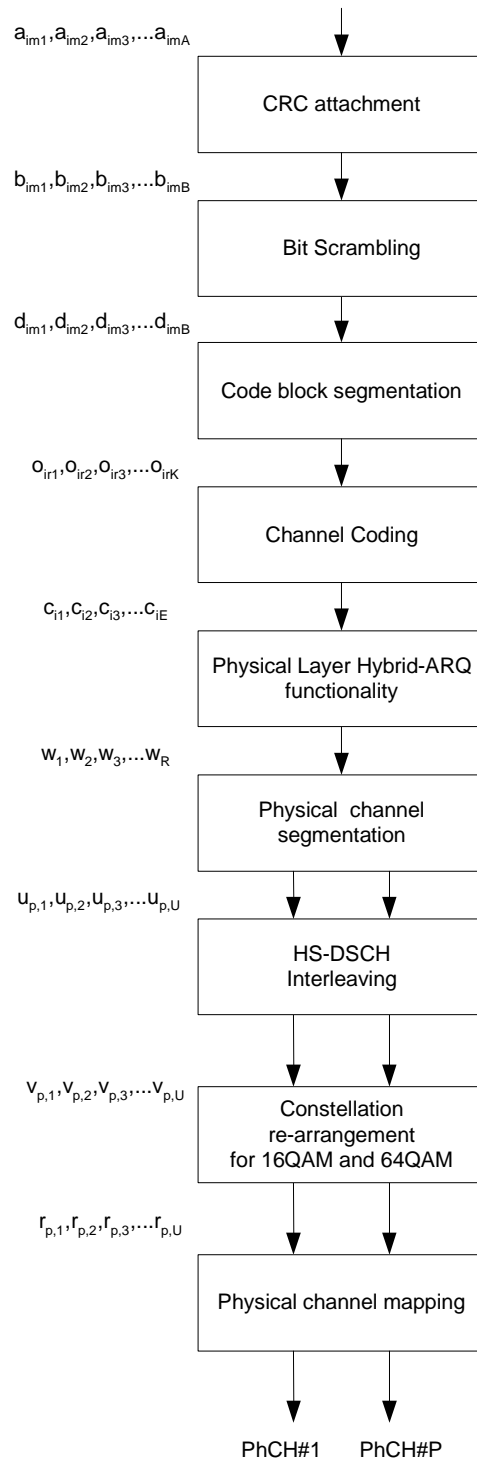 a_im1,a_im2,a_im3,...a_imA
CRC attachment
b_im1,b_im2,b_im3,...b_imB
Bit Scrambling
d_im1,d_im2,d_im3,...d_imB
Code block segmentation
o_ir1,o_ir2,o_ir3,...o_irK
Channel Coding
c_i1,c_i2,c_i3,...c_iE
Physical Layer Hybrid-ARQ
functionality
w_1,w_2,w_3,...w_R
Physical channel
segmentation
u_p,1,u_p,2,u_p,3,...u_p,U
HS-DSCH
Interleaving
v_p,1,v_p,2,v_p,3,...v_p,U
Constellation
re-arrangement
for 16QAM and 64QAM
r_p,1,r_p,2,r_p,3,...r_p,U
Physical channel mapping
PhCH#1 PhCH#P